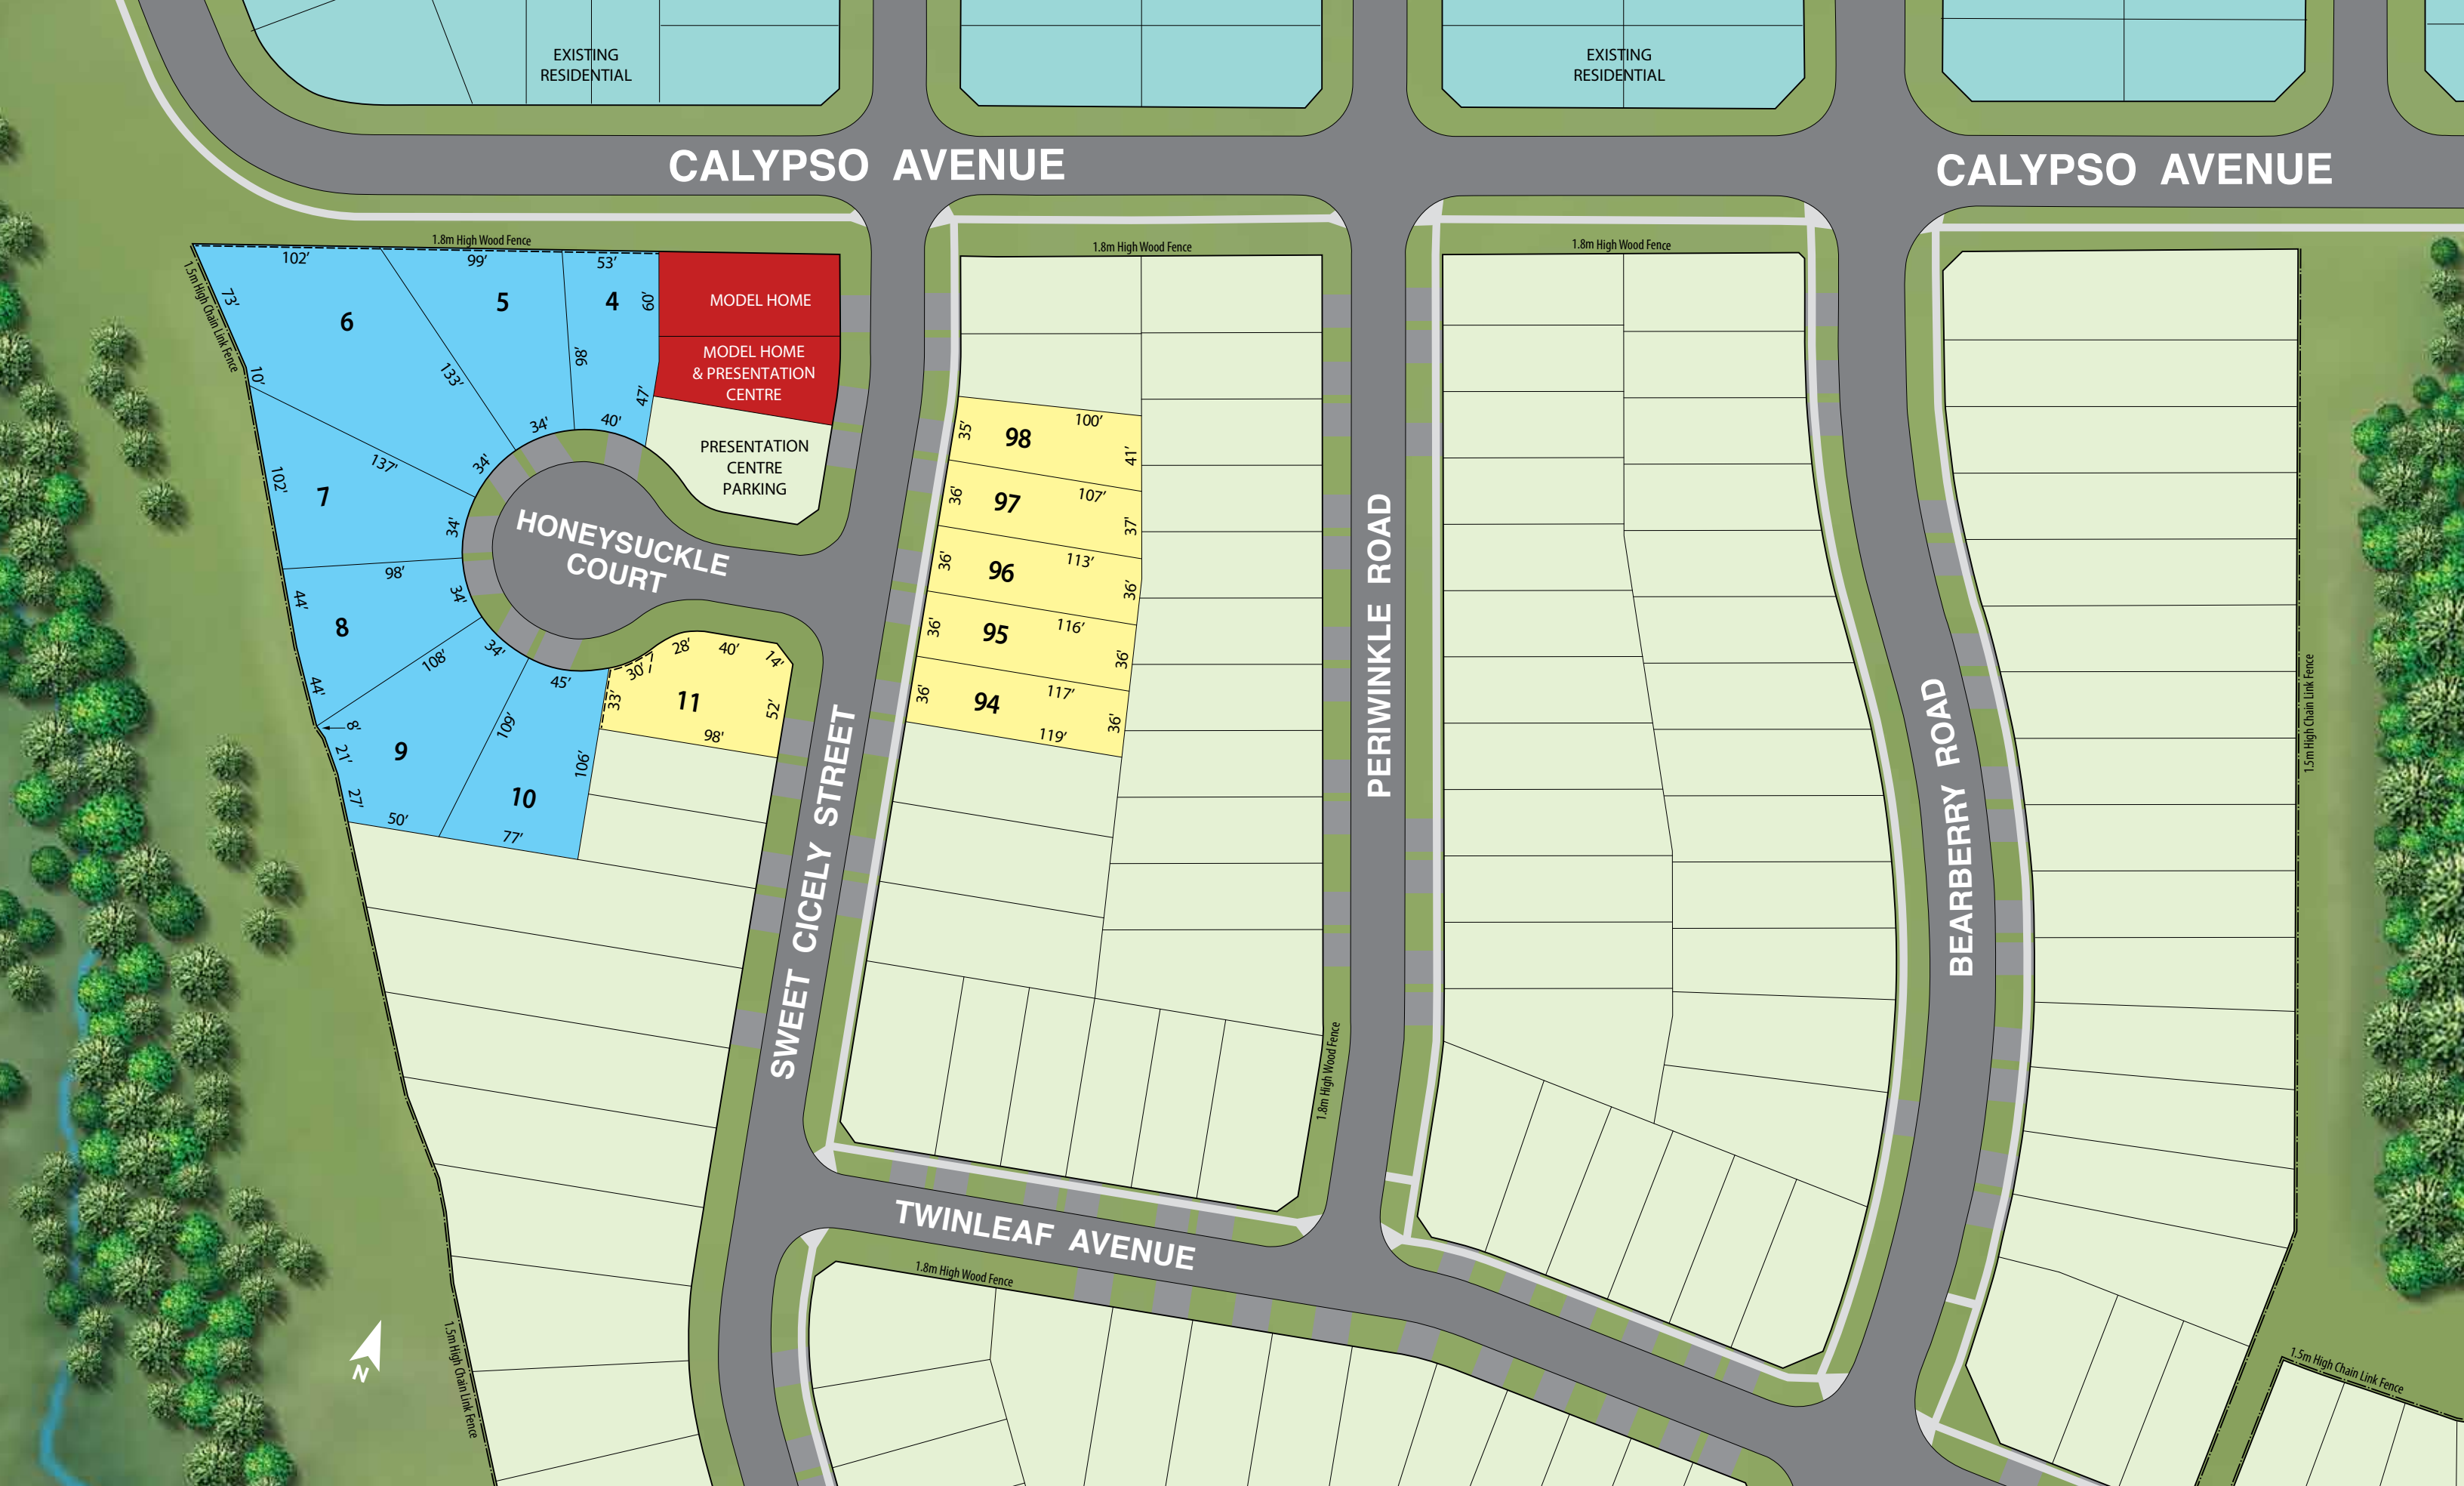 EXISTING
RESIDENTIAL
EXISTING
RESIDENTIAL
CALYPSO AVENUE
CALYPSO AVENUE
1.8m High Wood Fence
1.8m High Wood Fence
1.8m High Wood Fence
1.5m High Chain Link Fence
102'
99'
53'
73'
6
5
4
60'
MODEL HOME
MODEL HOME
& PRESENTATION
CENTRE
10'
133'
98'
47'
34'
40'
PRESENTATION
CENTRE
PARKING
137'
34'
102'
7
34'
HONEYSUCKLE
COURT
98'
34'
44'
8
108'
34'
44'
8'
21'
27'
9
109'
45'
50'
10
77'
106'
33'
30'
28'
40'
14'
11
52'
98'
35'
98
100'
41'
36'
97
107'
37'
36'
96
113'
36'
36'
95
116'
36'
36'
94
117'
36'
119'
SWEET CICELY STREET
PERIWINKLE ROAD
BEARBERRY ROAD
1.5m High Chain Link Fence
1.8m High Wood Fence
TWINLEAF AVENUE
1.8m High Wood Fence
N
1.5m High Chain Link Fence
1.5m High Chain Link Fence